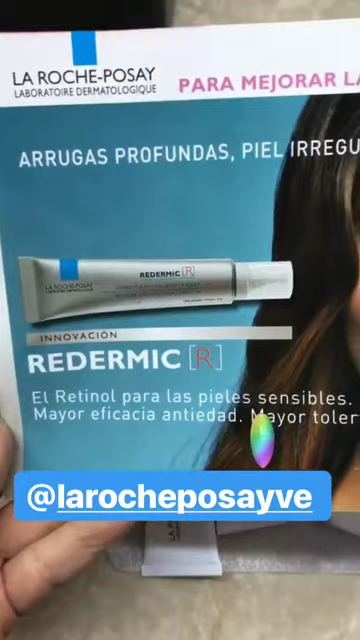 LA ROCHE-POSAY
LABORATOIRE DERMATOLOGIQUE
PARA MEJORAR LA
ARRUGAS PROFUNDAS, PIEL IRREGU
LA ROCHE-POSAY
REDERMIC [R]
INNOVACIÓN
REDERMIC [R]
El Retinol para las pieles sensibles.
Mayor eficacia antiedad. Mayor toler
@larocheposayve